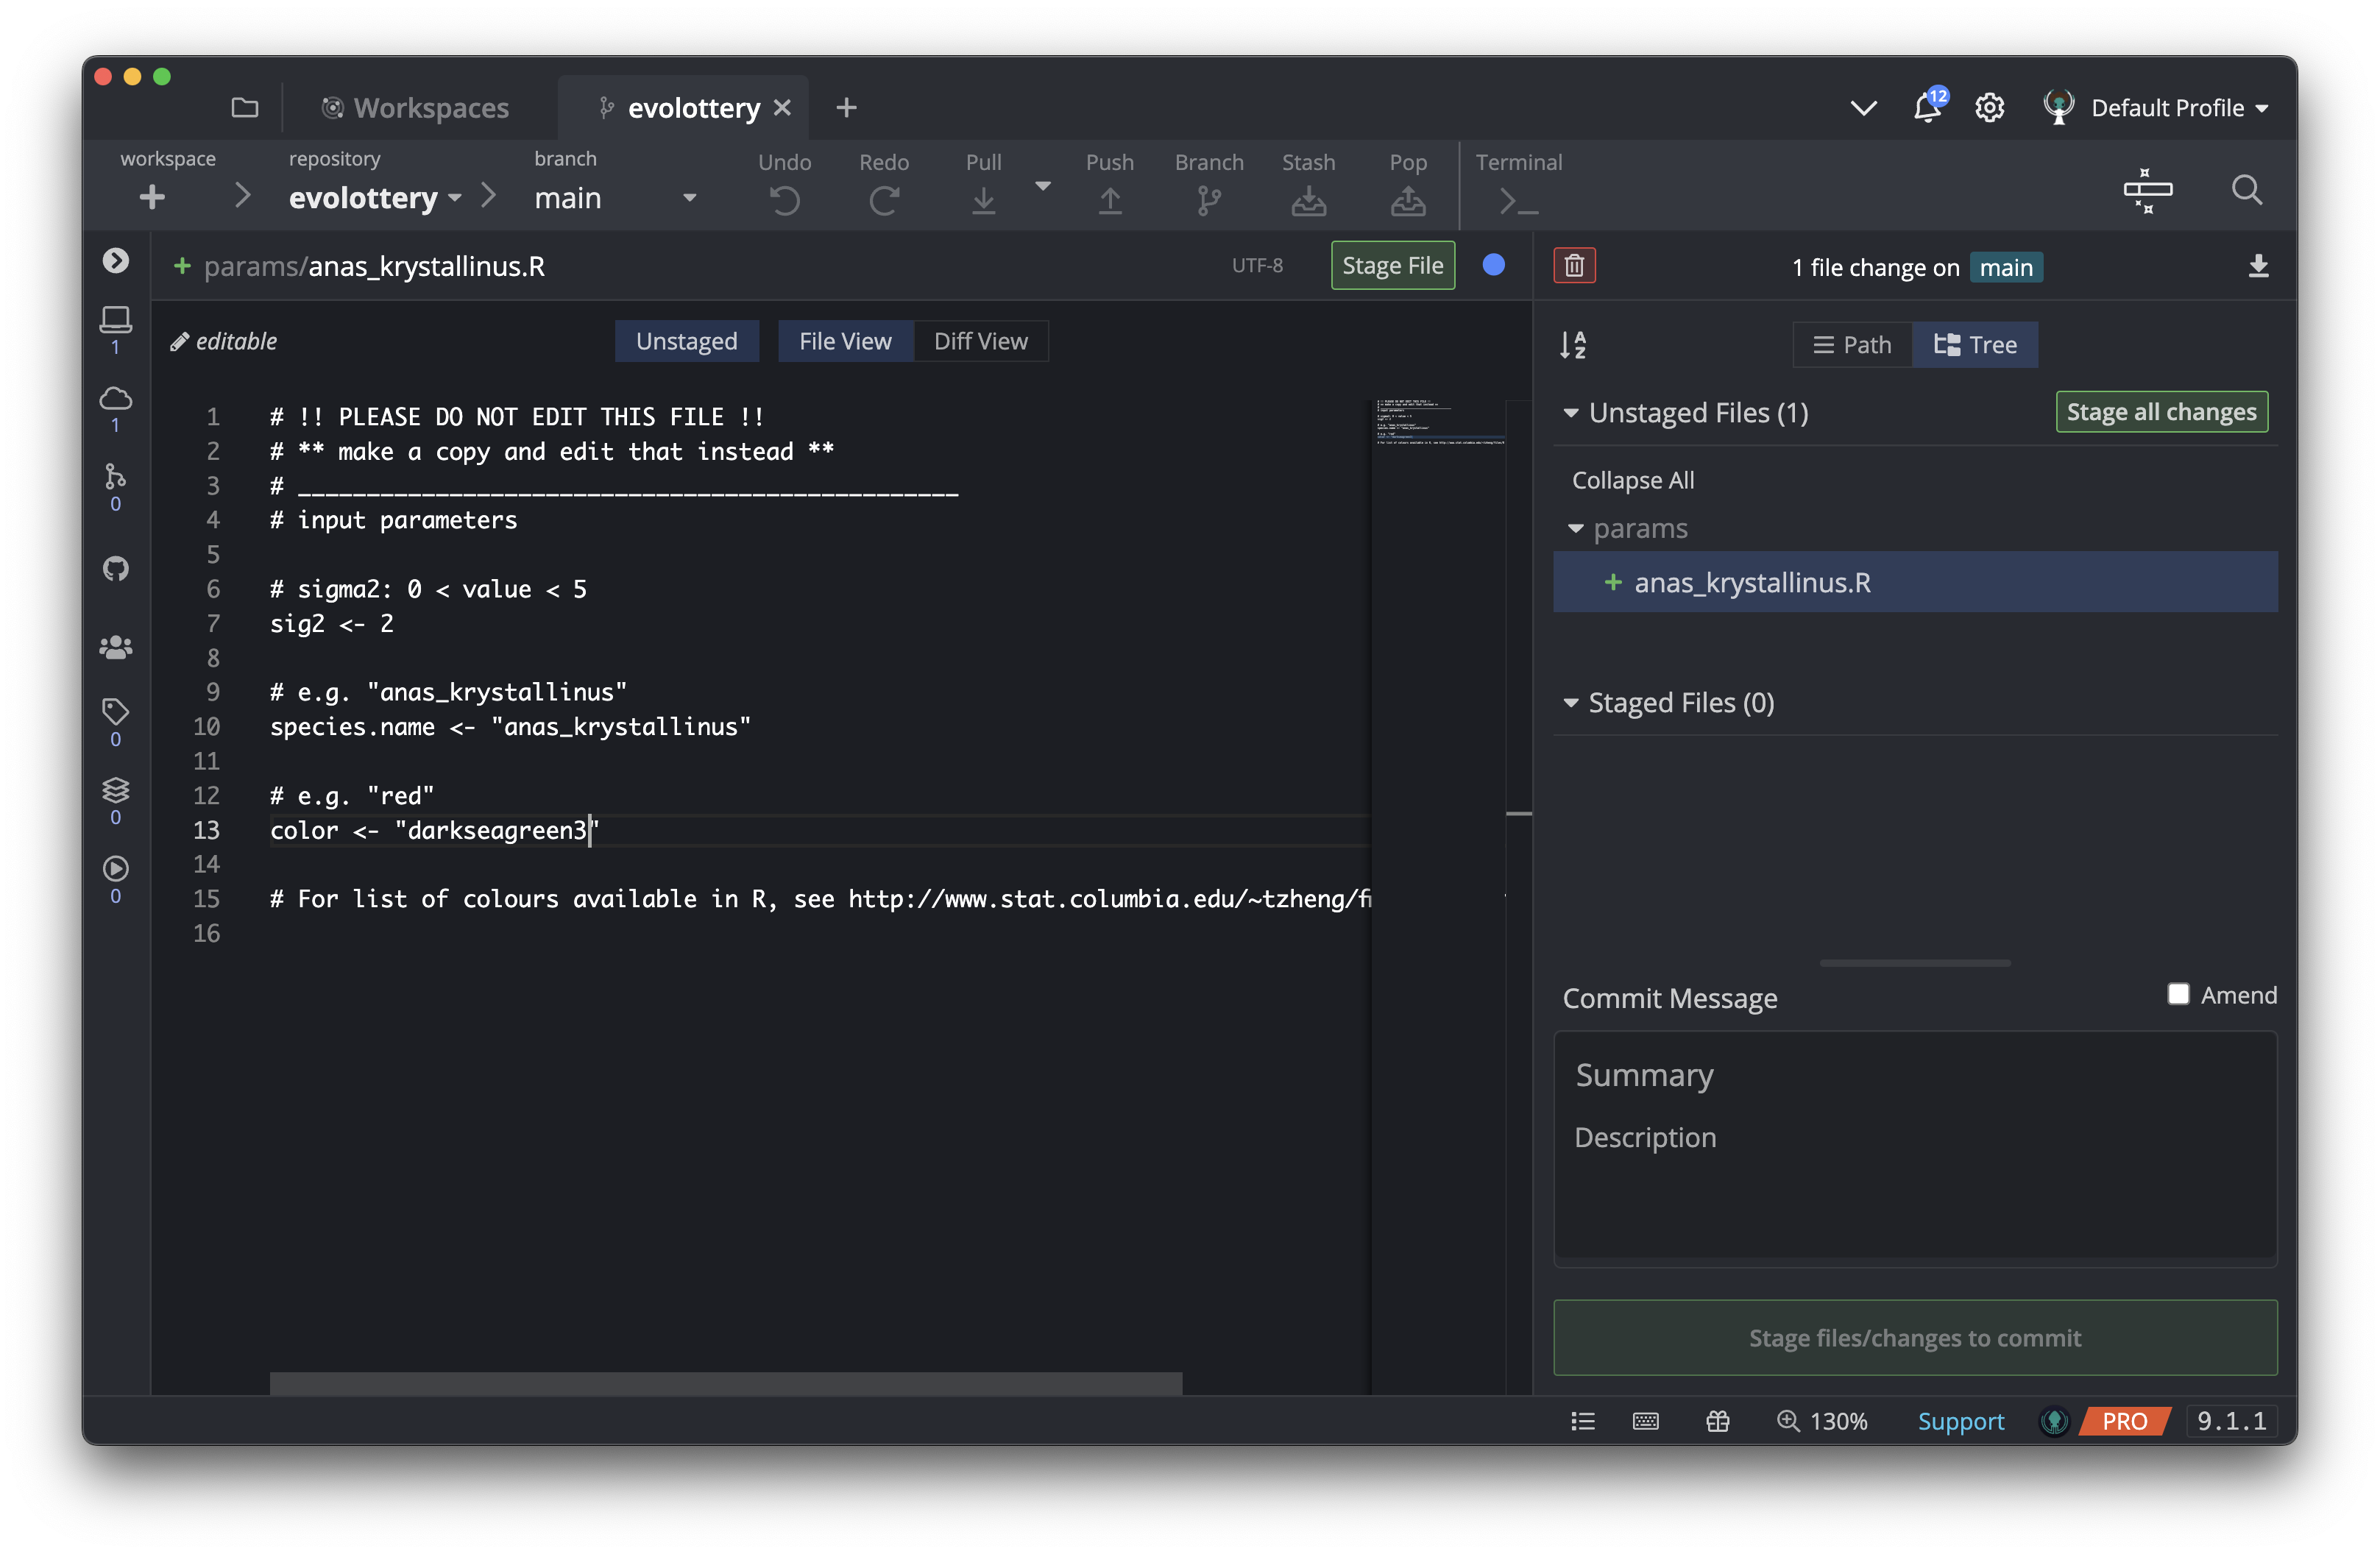 Workspaces
evolottery
12
Default Profile
workspace
repository
branch
evolottery
main
Undo
Redo
Pull
Push
Branch
Stash
Pop
Terminal
params/anas_krystallinus.R
UTF-8
Stage File
1 file change on main
editable
Unstaged
File View
Diff View
Path
Tree
1
1
0
0
0
0
1 # !! PLEASE DO NOT EDIT THIS FILE !!
2 # ** make a copy and edit that instead **
3 # ________________________________________________
4 # input parameters
5
6 # sigma2: 0 < value < 5
7 sig2 <- 2
8
9 # e.g. "anas_krystallinus"
10 species.name <- "anas_krystallinus"
11
12 # e.g. "red"
13 color <- "darkseagreen3"
14
15 # For list of colours available in R, see http://www.stat.columbia.edu/~tzheng/fi
16
Unstaged Files (1)
Stage all changes
Collapse All
params
+ anas_krystallinus.R
Staged Files (0)
Commit Message
Amend
Summary
Description
Stage files/changes to commit
130%
Support
PRO
9.1.1